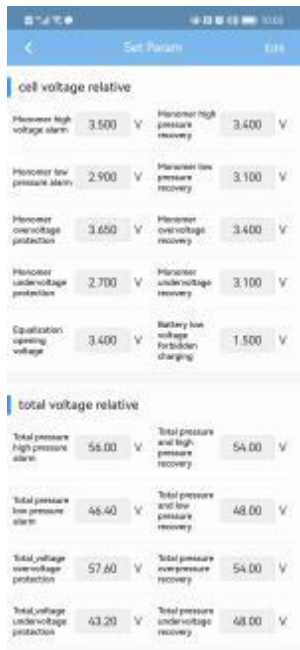 10:03
Set Param
Edit
cell voltage relative
Monomer high
voltage alarm
3.500 V
Monomer high
pressure
recovery
3.400 V
Monomer low
pressure alarm
2.900 V
Monomer low
pressure
recovery
3.100 V
Monomer
overvoltage
protection
3.650 V
Monomer
overvoltage
recovery
3.400 V
Monomer
undervoltage
protection
2.700 V
Monomer
undervoltage
recovery
3.100 V
Equalization
opening
voltage
3.400 V
Battery low
voltage
forbidden
charging
1.500 V
total voltage relative
Total pressure
high pressure
alarm
56.00 V
Total pressure
and high
pressure
recovery
54.00 V
Total pressure
low pressure
alarm
46.40 V
Total pressure
and low
pressure
recovery
48.00 V
Total_voltage
overvoltage
protection
57.60 V
Total pressure
overpressure
recovery
54.00 V
Total_voltage
undervoltage
protection
43.20 V
Total pressure
undervoltage
recovery
48.00 V